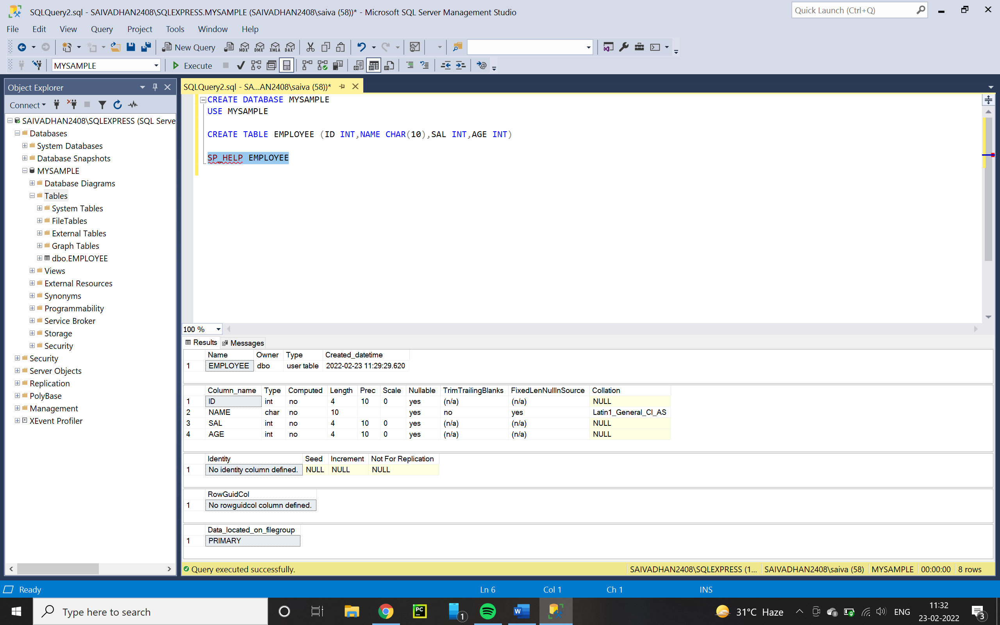 SQLQuery2.sql - SAIVADHAN2408\SQLEXPRESS.MYSAMPLE (SAIVADHAN2408\saiva (58))* - Microsoft SQL Server Management Studio
Quick Launch (Ctrl+Q)
File Edit View Query Project Tools Window Help
New Query MDX DMX XMLA DAX
MYSAMPLE Execute
Object Explorer
Connect
SAIVADHAN2408\SQLEXPRESS (SQL Serve
Databases
System Databases
Database Snapshots
MYSAMPLE
Database Diagrams
Tables
System Tables
FileTables
External Tables
Graph Tables
dbo.EMPLOYEE
Views
External Resources
Synonyms
Programmability
Service Broker
Storage
Security
Security
Server Objects
Replication
PolyBase
Management
XEvent Profiler
SQLQuery2.sql - SA...AN2408\saiva (58))*
CREATE DATABASE MYSAMPLE
USE MYSAMPLE
CREATE TABLE EMPLOYEE (ID INT,NAME CHAR(10),SAL INT,AGE INT)
SP_HELP EMPLOYEE
100 %
Results Messages
Name Owner Type Created_datetime
1 EMPLOYEE dbo user table 2022-02-23 11:29:29.620
Column_name Type Computed Length Prec Scale Nullable TrimTrailingBlanks FixedLenNullInSource Collation
1 ID int no 4 10 0 yes (n/a) (n/a) NULL
2 NAME char no 10 yes no yes Latin1_General_CI_AS
3 SAL int no 4 10 0 yes (n/a) (n/a) NULL
4 AGE int no 4 10 0 yes (n/a) (n/a) NULL
Identity Seed Increment Not For Replication
1 No identity column defined. NULL NULL NULL
RowGuidCol
1 No rowguidcol column defined.
Data_located_on_filegroup
1 PRIMARY
Query executed successfully. SAIVADHAN2408\SQLEXPRESS (1... SAIVADHAN2408\saiva (58) MYSAMPLE 00:00:00 8 rows
Ready Ln 6 Col 1 Ch 1 INS
Type here to search PC 1 W 31°C Haze ENG 11:32
23-02-2022 3